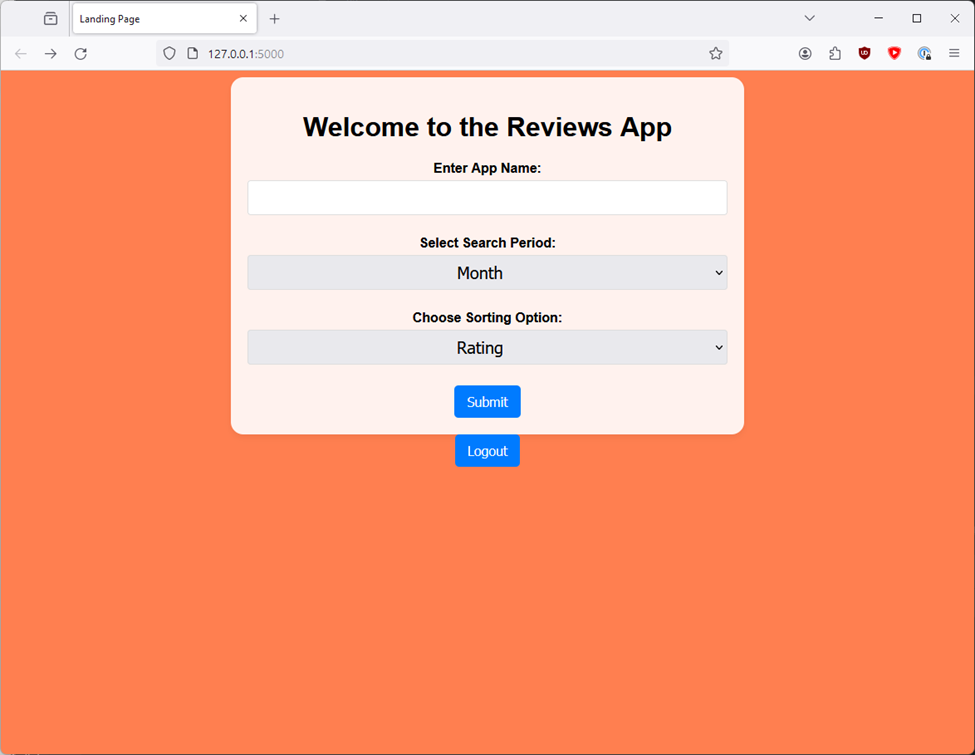 Landing Page
127.0.0.1:5000
Welcome to the Reviews App
Enter App Name:
Select Search Period:
Month
Choose Sorting Option:
Rating
Submit
Logout